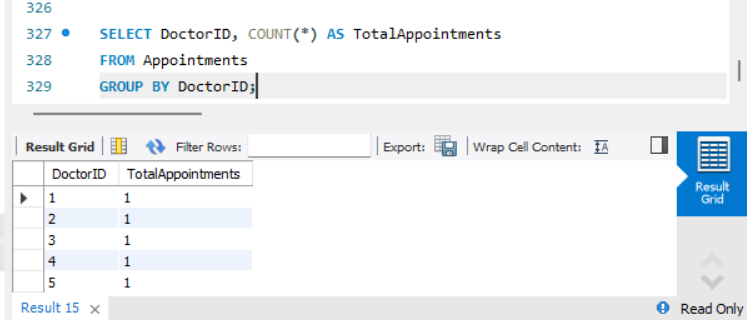 326
327 SELECT DoctorID, COUNT(*) AS TotalAppointments
328 FROM Appointments
329 GROUP BY DoctorID;
Result Grid Filter Rows: Export: Wrap Cell Content: IA
DoctorID TotalAppointments
1 1
2 1
3 1
4 1
5 1
Result Grid
Result 15 x
Read Only